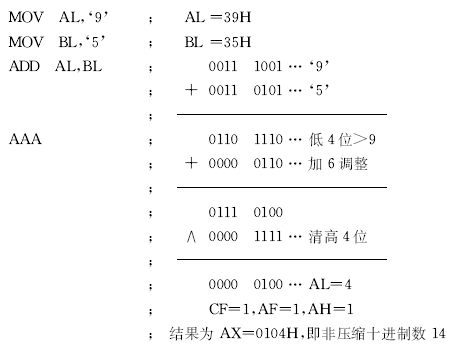 MOV AL,‘9’ ; AL=39H
MOV BL,‘5’ ; BL=35H
ADD AL,BL ; 0011 1001 … ‘9’
; + 0011 0101 … ‘5’
;
AAA ; 0110 1110 … 低4位>9
; + 0000 0110 … 加6调整
;
; 0111 0100
; ∧ 0000 1111 … 清高4位
;
; 0000 0100 … AL=4
; CF=1,AF=1,AH=1
; 结果为 AX=0104H,即非压缩十进制数 14